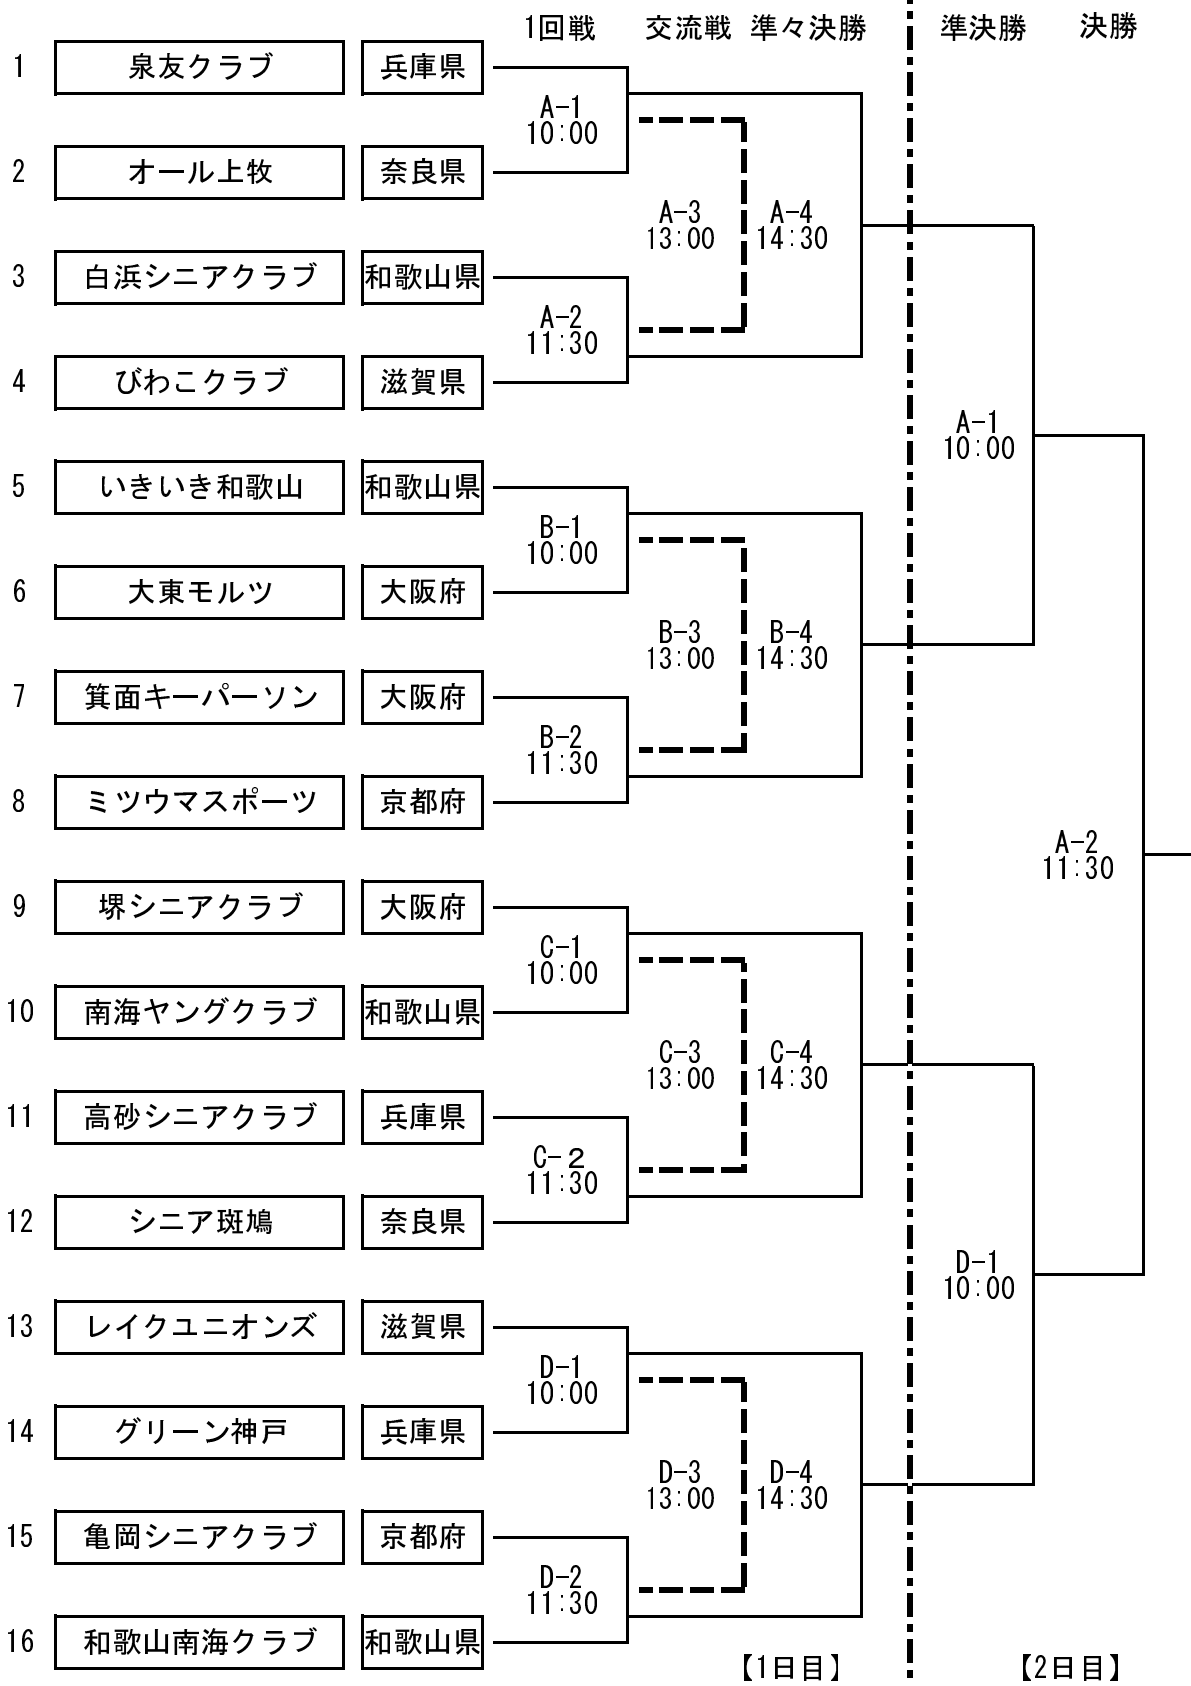 1回戦 交流戦 準々決勝 準決勝 決勝
1 泉友クラブ 兵庫県
A-1
10:00
2 オール上牧 奈良県
A-3 A-4
13:00 14:30
3 白浜シニアクラブ 和歌山県
A-2
11:30
4 びわこクラブ 滋賀県
A-1
10:00
5 いきいき和歌山 和歌山県
B-1
10:00
6 大東モルツ 大阪府
B-3 B-4
13:00 14:30
7 箕面キーパーソン 大阪府
B-2
11:30
8 ミツウマスポーツ 京都府
A-2
11:30
9 堺シニアクラブ 大阪府
C-1
10:00
10 南海ヤングクラブ 和歌山県
C-3 C-4
13:00 14:30
11 高砂シニアクラブ 兵庫県
C-2
11:30
12 シニア斑鳩 奈良県
D-1
10:00
13 レイクユニオンズ 滋賀県
D-1
10:00
14 グリーン神戸 兵庫県
D-3 D-4
13:00 14:30
15 亀岡シニアクラブ 京都府
D-2
11:30
16 和歌山南海クラブ 和歌山県
【1日目】 【2日目】